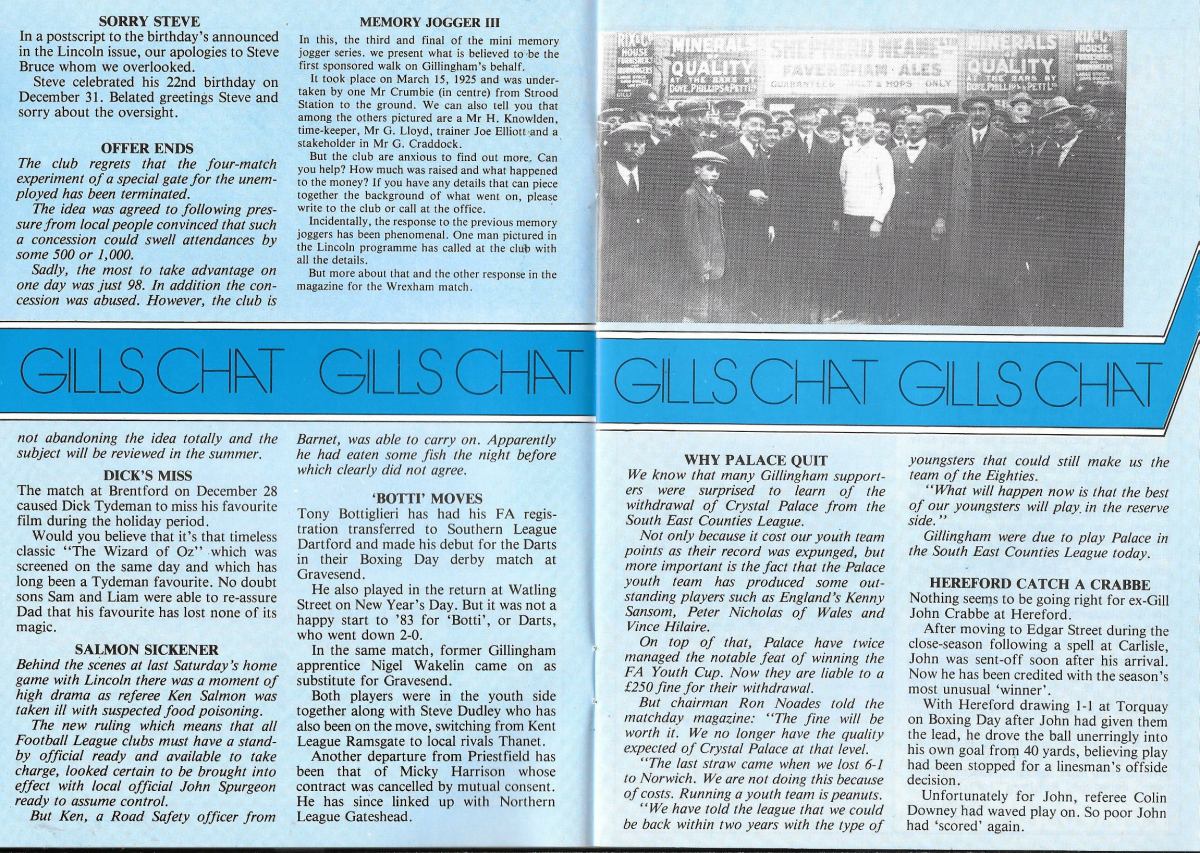 SORRY STEVE
In a postscript to the birthday's announced
in the Lincoln issue, our apologies to Steve
Bruce whom we overlooked.
Steve celebrated his 22nd birthday on
December 31. Belated greetings Steve and
sorry about the oversight.
OFFER ENDS
The club regrets that the four-match
experiment of a special gate for the unem-
ployed has been terminated.
The idea was agreed to following pres-
sure from local people convinced that such
a concession could swell attendances by
some 500 or 1,000.
Sadly, the most to take advantage on
one day was just 98. In addition the con-
cession was abused. However, the club is
MEMORY JOGGER III
In this, the third and final of the mini memory
jogger series. we present what is believed to be the
first sponsored walk on Gillingham's behalf.
It took place on March 15, 1925 and was under-
taken by one Mr Crumbie (in centre) from Strood
Station to the ground. We can also tell you that
among the others pictured are a Mr H. Knowlden,
time-keeper, Mr G. Lloyd, trainer Joe Elliott and a
stakeholder in Mr G. Craddock.
But the club are anxious to find out more. Can
you help? How much was raised and what happened
to the money? If you have any details that can piece
together the background of what went on, please
write to the club or call at the office.
Incidentally, the response to the previous memory
joggers has been phenomenal. One man pictured in
the Lincoln programme has called at the club with
all the details.
But more about that and the other response in the
magazine for the Wrexham match.
RIX & Co
HOUSE
FURNISHERS
MINERALS
QUALITY
AT THE BARS BY
DOVE, PHILLIPS & PETT Ltd
SHEPHERD NEAME LTD
FAVERSHAM · ALES
GUARANTEED MALT & HOPS ONLY
MINERALS
QUALITY
AT THE BARS BY
DOVE, PHILLIPS & PETT Ltd
RIX & Co
HOUSE
FURNISHERS
GILLS CHAT GILLS CHAT GILLS CHAT GILLS CHAT
not abandoning the idea totally and the
subject will be reviewed in the summer.
DICK'S MISS
The match at Brentford on December 28
caused Dick Tydeman to miss his favourite
film during the holiday period.
Would you believe that it's that timeless
classic "The Wizard of Oz" which was
screened on the same day and which has
long been a Tydeman favourite. No doubt
sons Sam and Liam were able to re-assure
Dad that his favourite has lost none of its
magic.
SALMON SICKENER
Behind the scenes at last Saturday's home
game with Lincoln there was a moment of
high drama as referee Ken Salmon was
taken ill with suspected food poisoning.
The new ruling which means that all
Football League clubs must have a stand-
by official ready and available to take
charge, looked certain to be brought into
effect with local official John Spurgeon
ready to assume control.
But Ken, a Road Safety officer from
Barnet, was able to carry on. Apparently
he had eaten some fish the night before
which clearly did not agree.
'BOTTI' MOVES
Tony Bottiglieri has had his FA regis-
tration transferred to Southern League
Dartford and made his debut for the Darts
in their Boxing Day derby match at
Gravesend.
He also played in the return at Watling
Street on New Year's Day. But it was not a
happy start to '83 for 'Botti', or Darts,
who went down 2-0.
In the same match, former Gillingham
apprentice Nigel Wakelin came on as
substitute for Gravesend.
Both players were in the youth side
together along with Steve Dudley who has
also been on the move, switching from Kent
League Ramsgate to local rivals Thanet.
Another departure from Priestfield has
been that of Micky Harrison whose
contract was cancelled by mutual consent.
He has since linked up with Northern
League Gateshead.
WHY PALACE QUIT
We know that many Gillingham support-
ers were surprised to learn of the
withdrawal of Crystal Palace from the
South East Counties League.
Not only because it cost our youth team
points as their record was expunged, but
more important is the fact that the Palace
youth team has produced some out-
standing players such as England's Kenny
Sansom, Peter Nicholas of Wales and
Vince Hilaire.
On top of that, Palace have twice
managed the notable feat of winning the
FA Youth Cup. Now they are liable to a
£250 fine for their withdrawal.
But chairman Ron Noades told the
matchday magazine: "The fine will be
worth it. We no longer have the quality
expected of Crystal Palace at that level.
"The last straw came when we lost 6-1
to Norwich. We are not doing this because
of costs. Running a youth team is peanuts.
"We have told the league that we could
be back within two years with the type of
youngsters that could still make us the
team of the Eighties.
"What will happen now is that the best
of our youngsters will play in the reserve
side."
Gillingham were due to play Palace in
the South East Counties League today.
HEREFORD CATCH A CRABBE
Nothing seems to be going right for ex-Gill
John Crabbe at Hereford.
After moving to Edgar Street during the
close-season following a spell at Carlisle,
John was sent-off soon after his arrival.
Now he has been credited with the season's
most unusual 'winner'.
With Hereford drawing 1-1 at Torquay
on Boxing Day after John had given them
the lead, he drove the ball unerringly into
his own goal from 40 yards, believing play
had been stopped for a linesman's offside
decision.
Unfortunately for John, referee Colin
Downey had waved play on. So poor John
had 'scored' again.